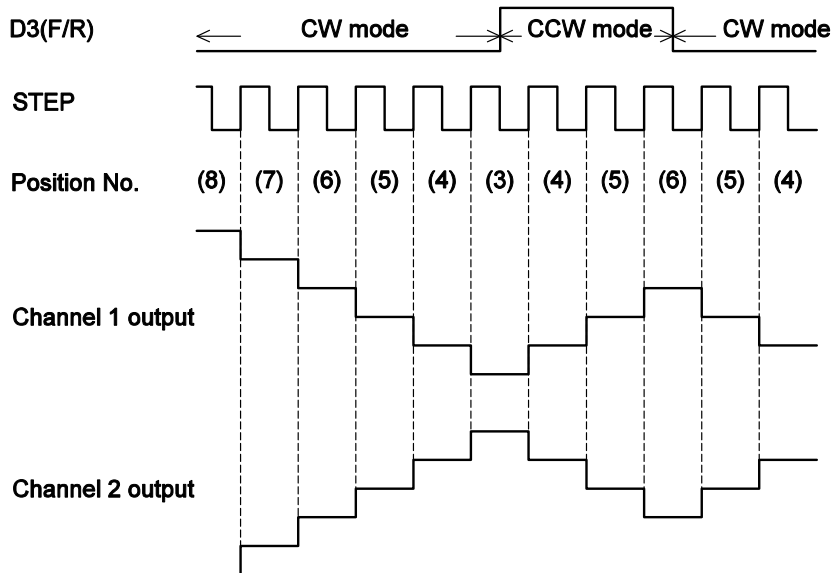 D3(F/R) CW mode CCW mode CW mode
STEP
Position No. (8) (7) (6) (5) (4) (3) (4) (5) (6) (5) (4)
Channel 1 output
Channel 2 output